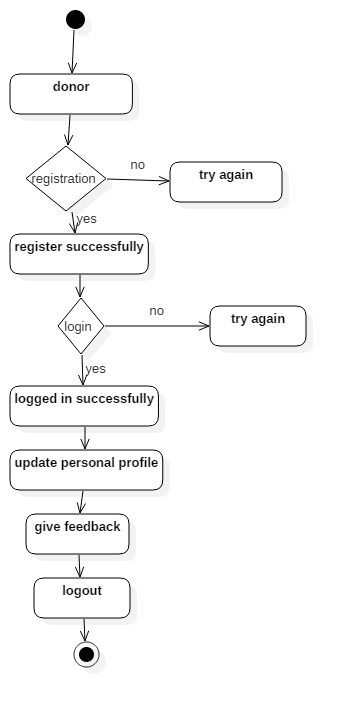 donor
registration
no
try again
yes
register successfully
login
no
try again
yes
logged in successfully
update personal profile
give feedback
logout